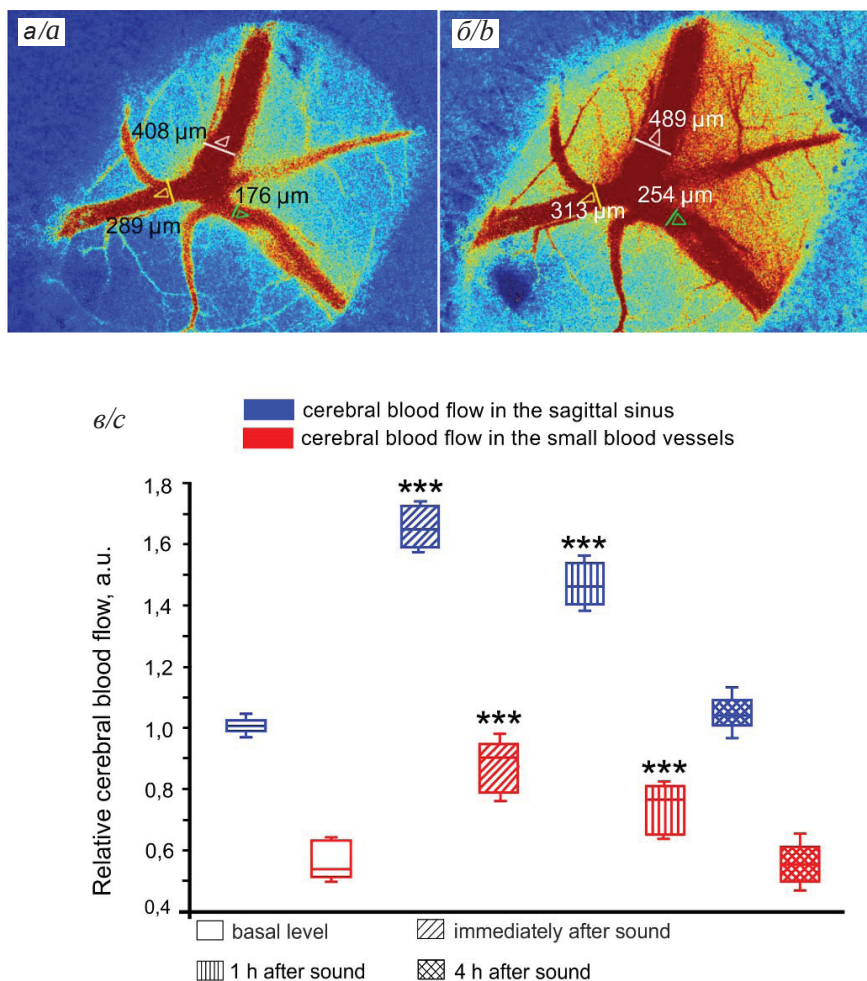 а/a
б/b
408 µm
176 µm
289 µm
489 µm
254 µm
313 µm
в/c
cerebral blood flow in the sagittal sinus
cerebral blood flow in the small blood vessels
Relative cerebral blood flow, a.u.
1,8
1,6
1,4
1,2
1,0
0,8
0,6
0,4
***
***
***
***
basal level
immediately after sound
1 h after sound
4 h after sound